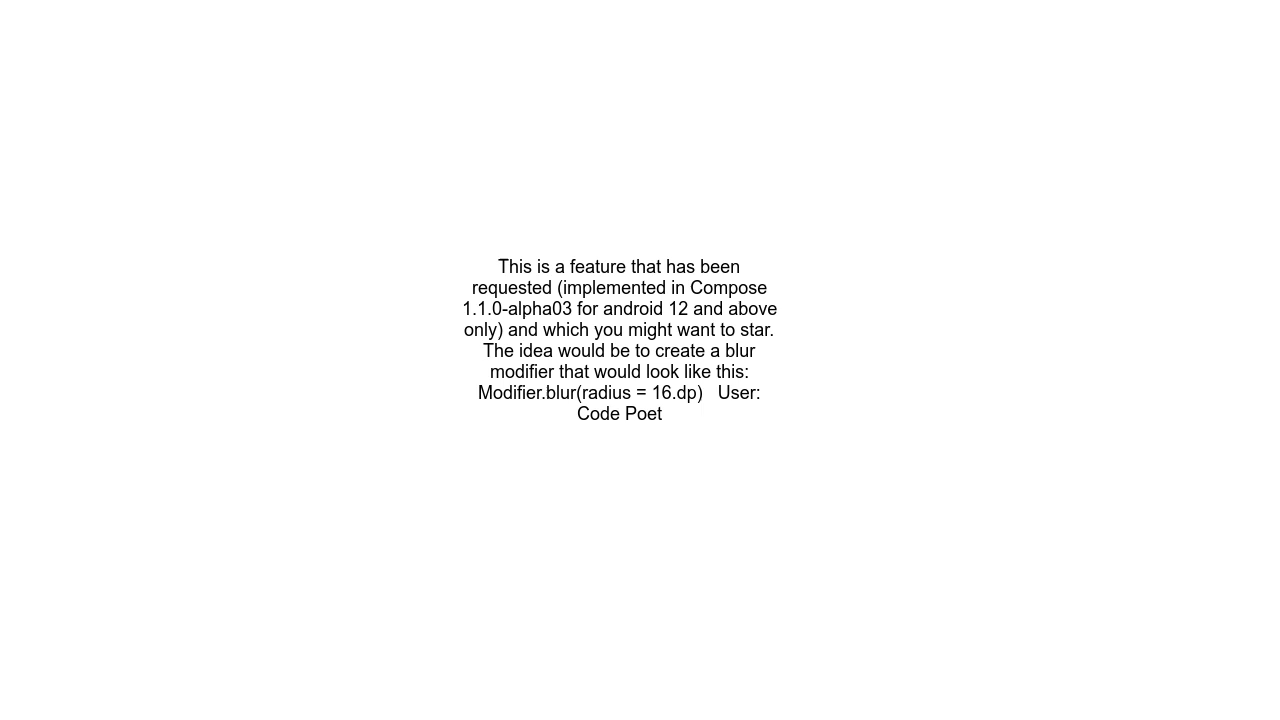 This is a feature that has been
requested (implemented in Compose
1.1.0-alpha03 for android 12 and above
only) and which you might want to star.
The idea would be to create a blur
modifier that would look like this:
Modifier.blur(radius = 16.dp)   User:
Code Poet